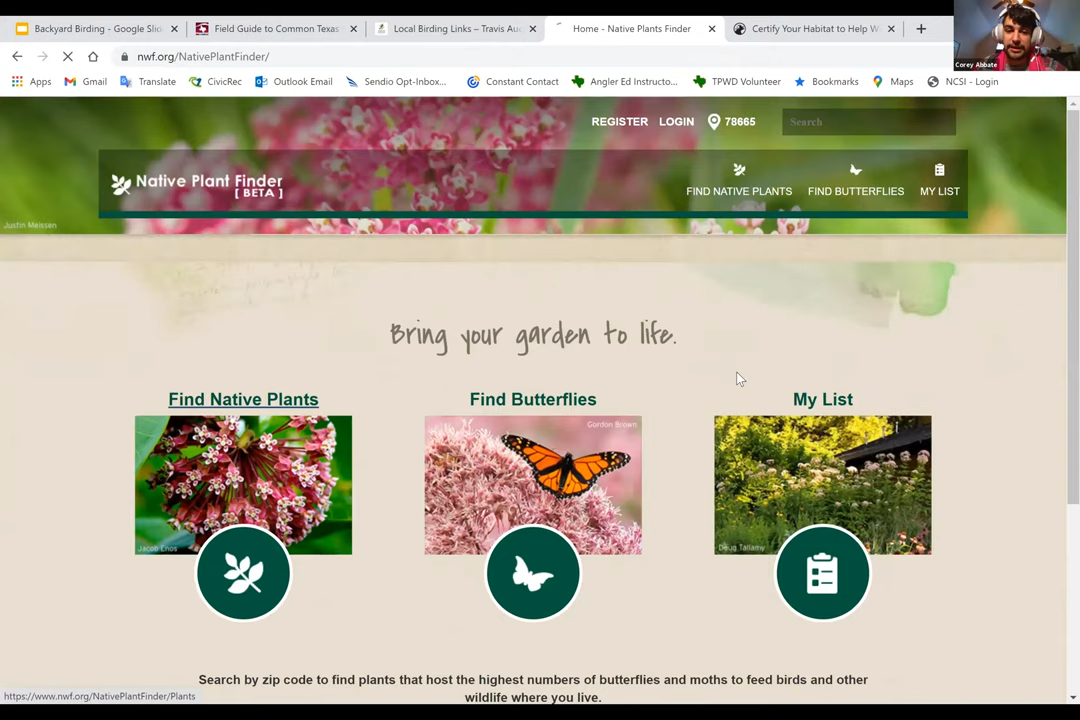 Backyard Birding - Google Slid
Field Guide to Common Texas
Local Birding Links – Travis Au
Home - Native Plants Finder
Certify Your Habitat to Help W
nwf.org/NativePlantFinder/
Apps
Gmail
Translate
CivicRec
Outlook Email
Sendio Opt-Inbox...
Constant Contact
Angler Ed Instructo...
TPWD Volunteer
Bookmarks
Maps
NCSI - Login
Corey Abbate
REGISTER LOGIN 78665 Search
Native Plant Finder
[ BETA ]
FIND NATIVE PLANTS FIND BUTTERFLIES MY LIST
Justin Meissen
Bring your garden to life.
Find Native Plants Find Butterflies My List
Gordon Brown
Jacob Enos
Doug Tallamy
Search by zip code to find plants that host the highest numbers of butterflies and moths to feed birds and other
wildlife where you live.
https://www.nwf.org/NativePlantFinder/Plants